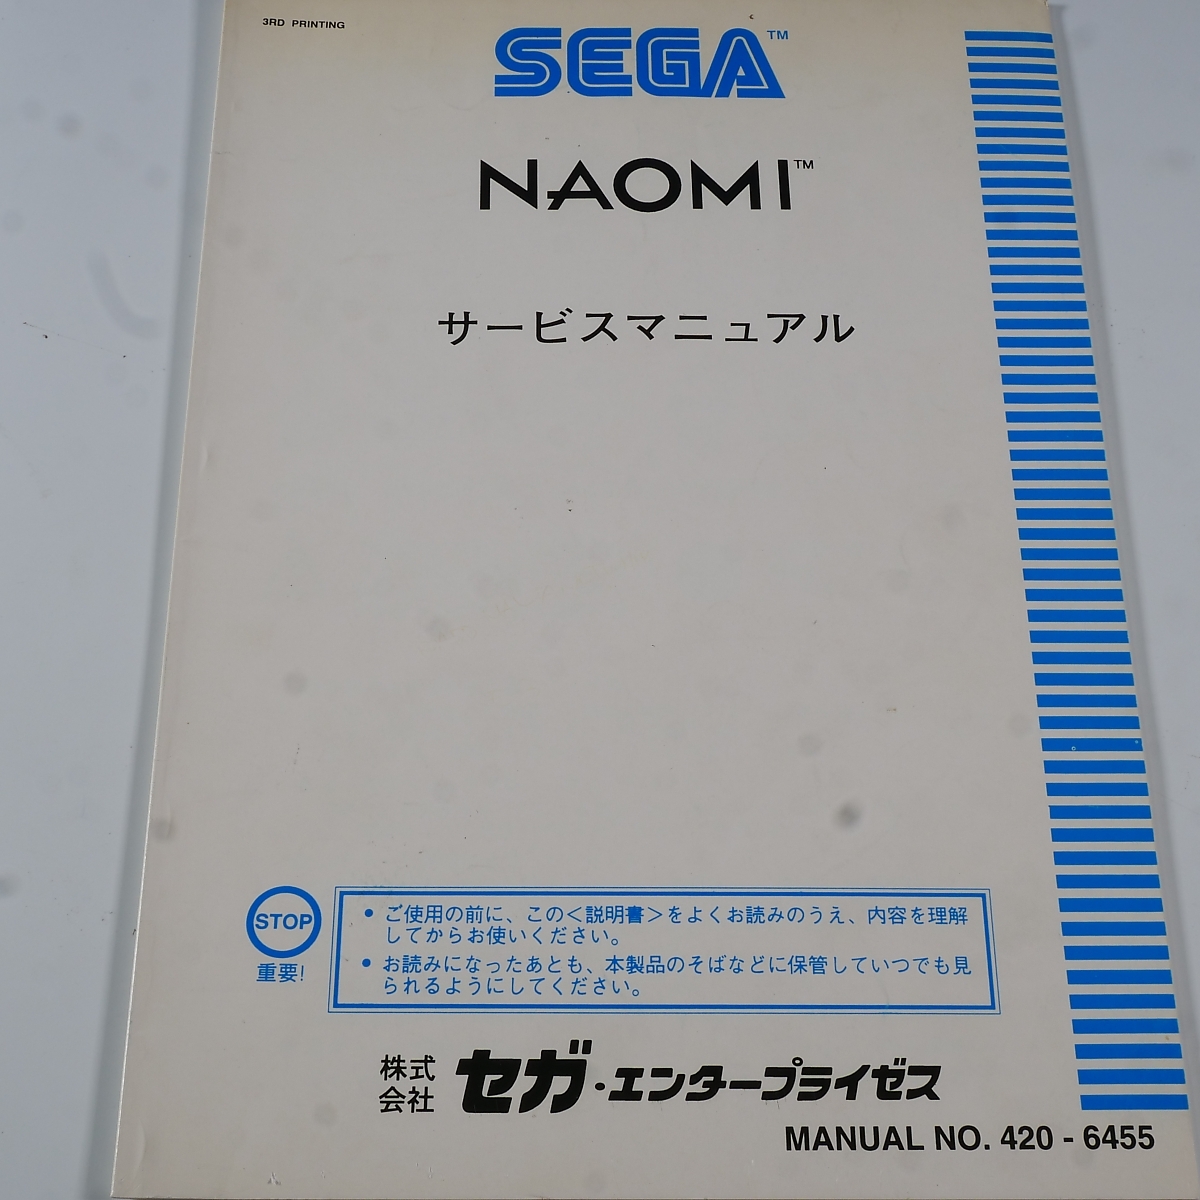 3RD PRINTING
SEGA™
NAOMI™
サービスマニュアル
STOP
重要!
• ご使用の前に、この＜説明書＞をよくお読みのうえ、内容を理解
してからお使いください。
• お読みになったあとも、本製品のそばなどに保管していつでも見
られるようにしてください。
株式
会社
セガ・エンタープライゼス
MANUAL NO. 420 - 6455